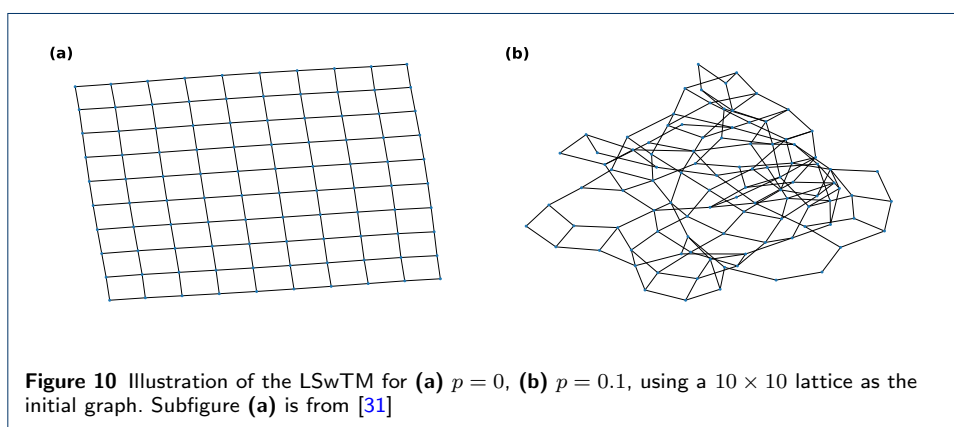 (a) (b)
Figure 10 Illustration of the LSwTM for (a) p = 0, (b) p = 0.1, using a 10 × 10 lattice as the
initial graph. Subfigure (a) is from [31]